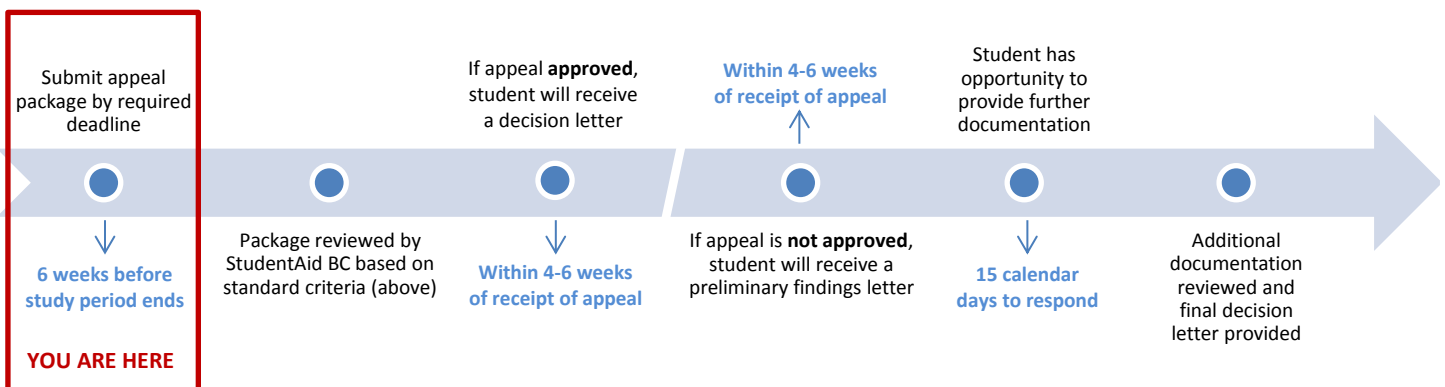 Submit appeal
package by required
deadline
6 weeks before
study period ends
YOU ARE HERE
Package reviewed by
StudentAid BC based on
standard criteria (above)
If appeal approved,
student will receive
a decision letter
Within 4-6 weeks
of receipt of appeal
Within 4-6 weeks
of receipt of appeal
If appeal is not approved,
student will receive a
preliminary findings letter
Student has
opportunity to
provide further
documentation
15 calendar
days to respond
Additional
documentation
reviewed and
final decision
letter provided